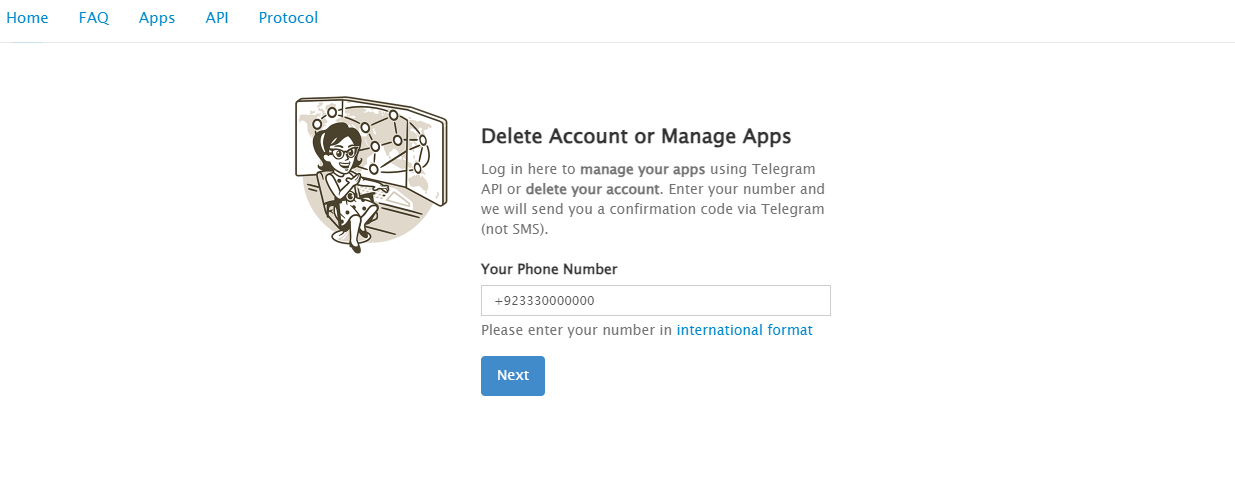 Home FAQ Apps API Protocol
Delete Account or Manage Apps
Log in here to manage your apps using Telegram
API or delete your account. Enter your number and
we will send you a confirmation code via Telegram
(not SMS).
Your Phone Number
+923330000000
Please enter your number in international format
Next